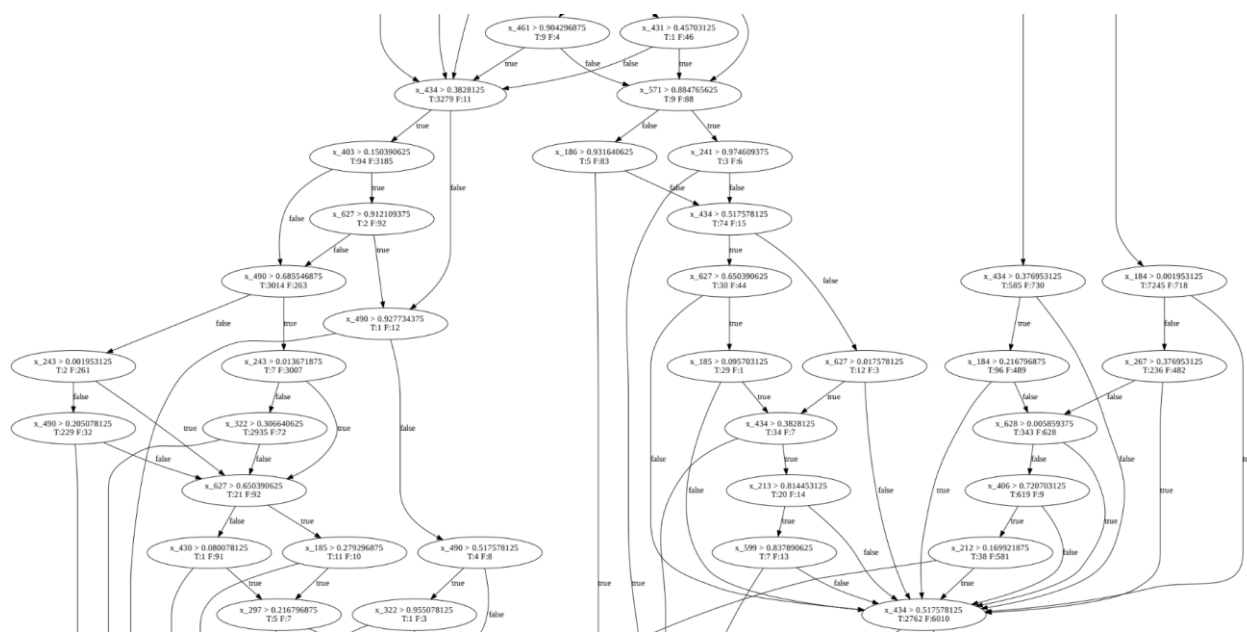 x_461 > 0.904296875
T:9 F:4
x_431 > 0.45703125
T:1 F:46
true
false
false
true
x_434 > 0.3828125
T:3279 F:11
x_571 > 0.884765625
T:9 F:88
true
false
true
x_403 > 0.150390625
T:94 F:3185
x_186 > 0.931640625
T:5 F:83
x_241 > 0.974609375
T:3 F:6
true
false
false
false
false
x_627 > 0.912109375
T:2 F:92
x_434 > 0.517578125
T:74 F:15
false
true
true
false
x_490 > 0.685546875
T:3014 F:263
x_627 > 0.650390625
T:30 F:44
x_434 > 0.376953125
T:585 F:730
x_184 > 0.001953125
T:7245 F:718
false
true
x_490 > 0.927734375
T:1 F:12
true
true
false
x_243 > 0.001953125
T:2 F:261
x_243 > 0.013671875
T:7 F:3007
x_185 > 0.095703125
T:29 F:1
x_627 > 0.017578125
T:12 F:3
x_184 > 0.216796875
T:96 F:489
x_267 > 0.376953125
T:236 F:482
false
false
true
true
false
false
x_490 > 0.205078125
T:229 F:32
true
x_322 > 0.306640625
T:2935 F:72
true
false
x_434 > 0.3828125
T:34 F:7
x_628 > 0.005859375
T:343 F:628
false
false
false
true
false
false
x_627 > 0.650390625
T:21 F:92
x_213 > 0.814453125
T:20 F:14
false
false
true
x_406 > 0.720703125
T:619 F:9
true
false
true
true
false
true
true
x_430 > 0.080078125
T:1 F:91
x_185 > 0.279296875
T:11 F:10
x_490 > 0.517578125
T:4 F:8
x_599 > 0.837890625
T:7 F:13
x_212 > 0.169921875
T:38 F:581
false
true
true
true
false
true
true
false
true
x_297 > 0.216796875
T:5 F:7
x_322 > 0.955078125
T:1 F:3
false
x_434 > 0.517578125
T:2762 F:6010